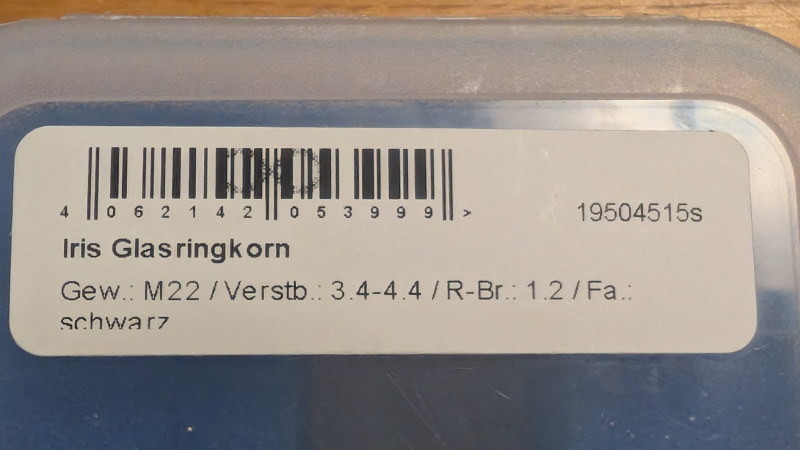 4 062142 053999 >
19504515s
Iris Glasringkorn
Gew.: M22 / Verstb.: 3.4-4.4 / R-Br.: 1.2 / Fa.:
schwarz